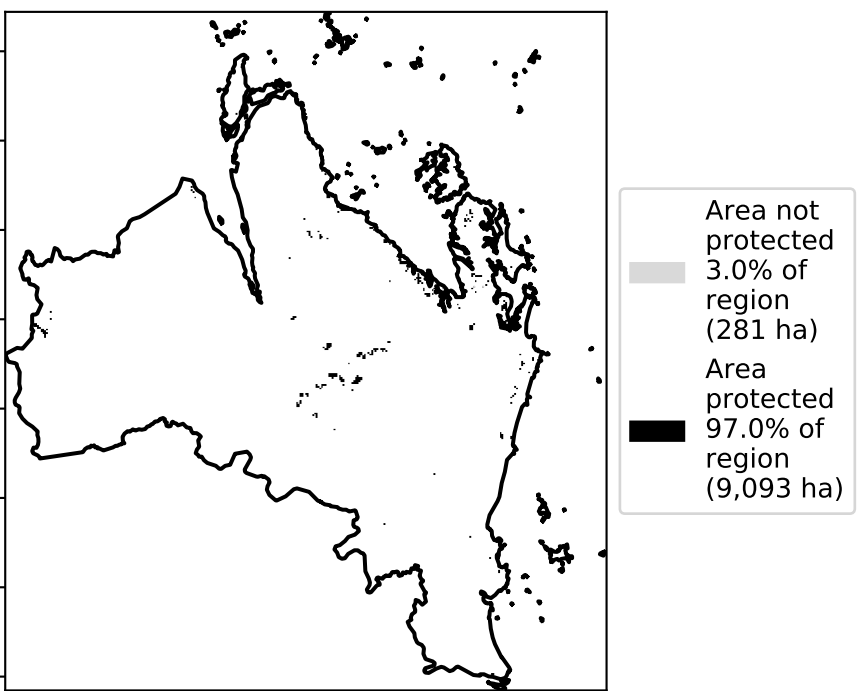 Area not
protected
3.0% of
region
(281 ha)
Area
protected
97.0% of
region
(9,093 ha)